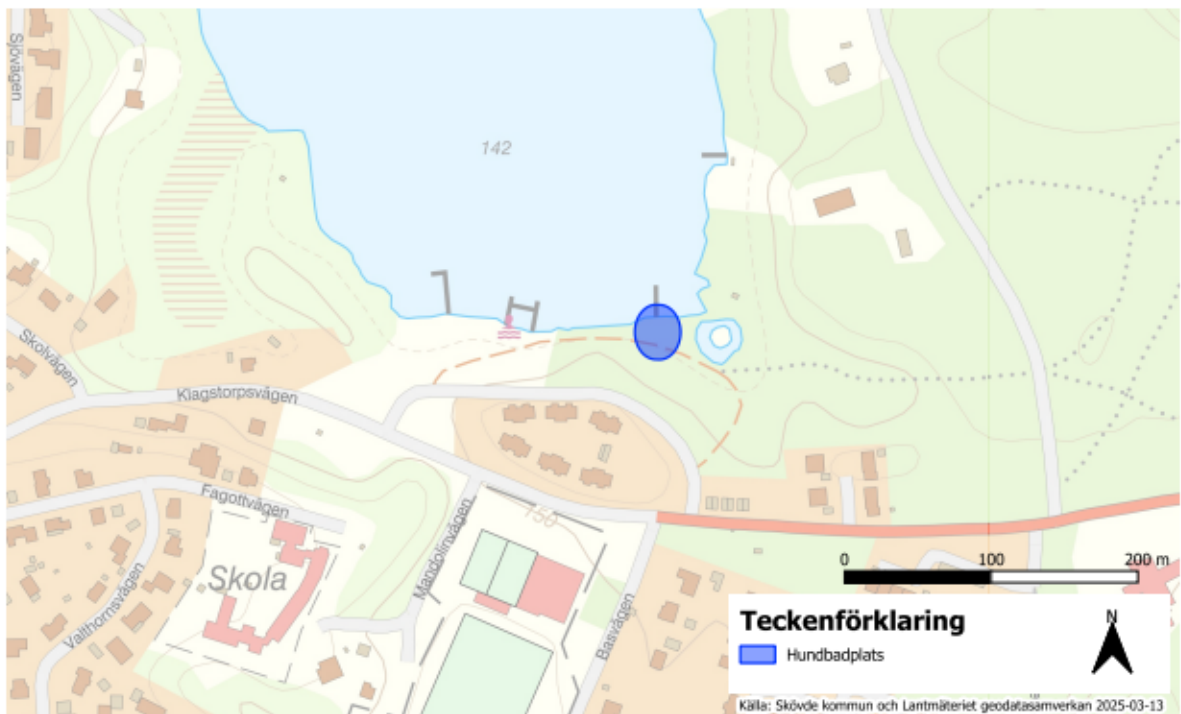 Sjövägen
142
Skolvägen
Klagstorpsvägen
Fagottvägen
150
Mandolinvägen
Skola
Valthornsvägen
Basvägen
0 100 200 m
Teckenförklaring
N
Hundbadplats
Källa: Skövde kommun och Lantmäteriet geodatasamverkan 2025-03-13